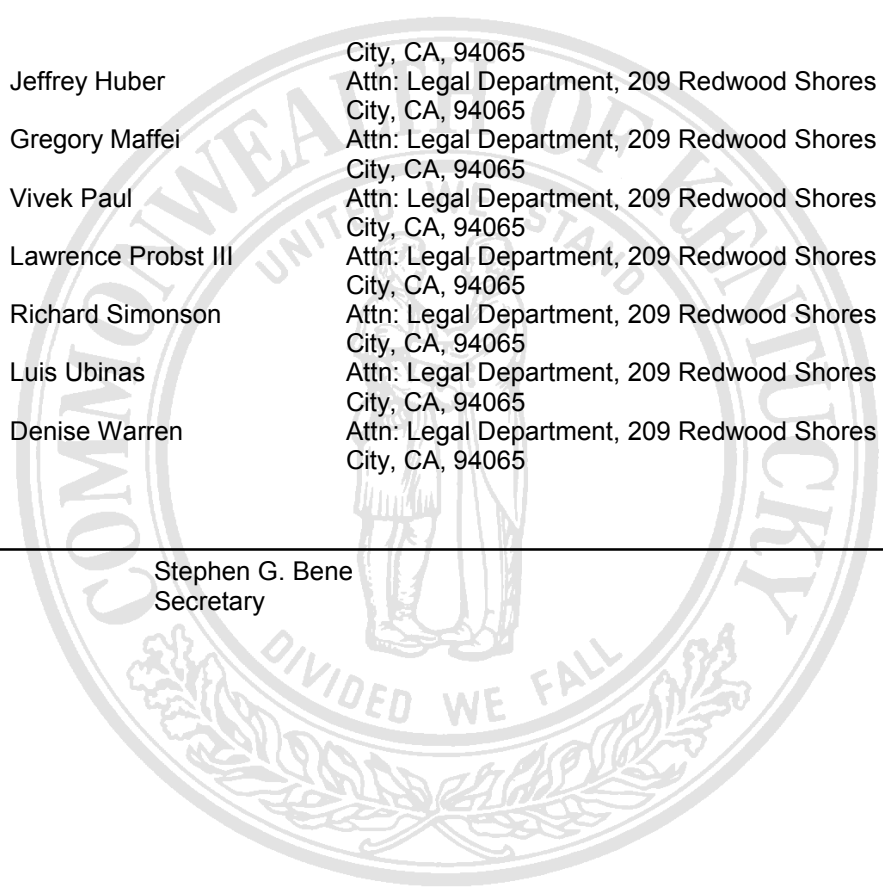 City, CA, 94065
Jeffrey Huber Attn: Legal Department, 209 Redwood Shores
City, CA, 94065
Gregory Maffei Attn: Legal Department, 209 Redwood Shores
City, CA, 94065
Vivek Paul Attn: Legal Department, 209 Redwood Shores
City, CA, 94065
Lawrence Probst III Attn: Legal Department, 209 Redwood Shores
City, CA, 94065
Richard Simonson Attn: Legal Department, 209 Redwood Shores
City, CA, 94065
Luis Ubinas Attn: Legal Department, 209 Redwood Shores
City, CA, 94065
Denise Warren Attn: Legal Department, 209 Redwood Shores
City, CA, 94065
Stephen G. Bene
Secretary
COMMONWEALTH OF KENTUCKY
UNITED WE STAND
DIVIDED WE FALL